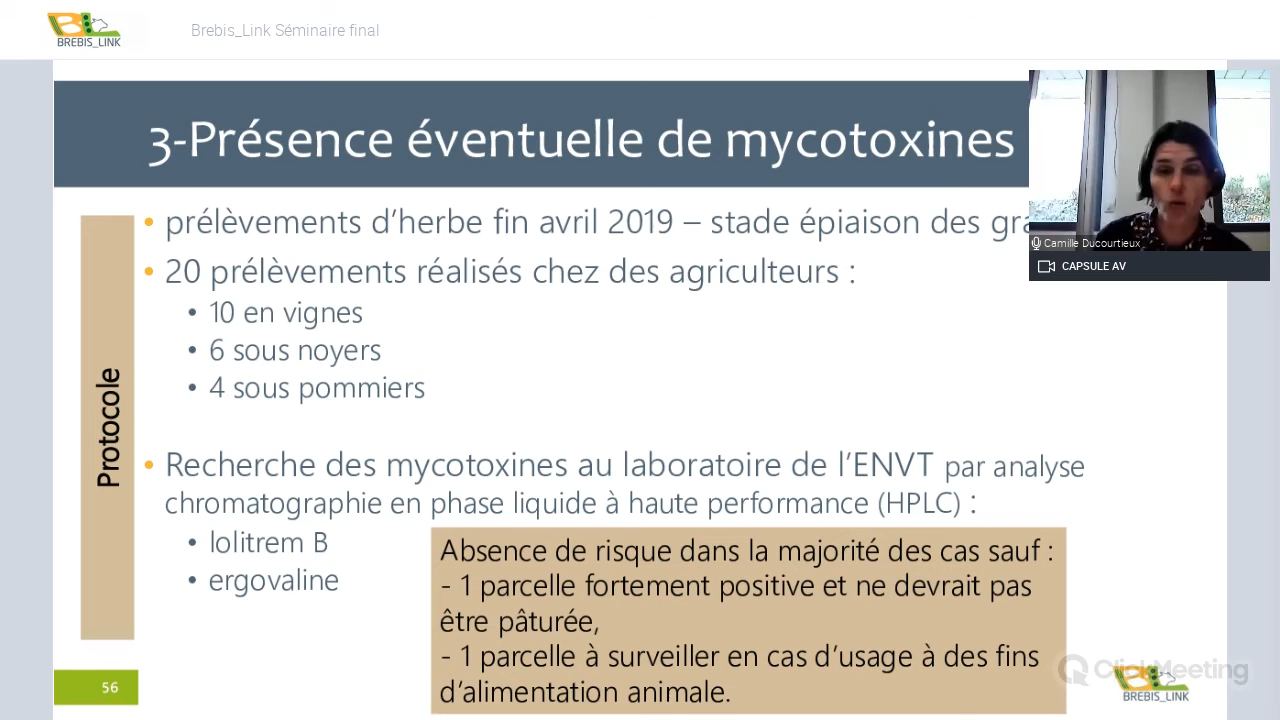 BREBIS_LINK
Brebis_Link Séminaire final
3-Présence éventuelle de mycotoxines
Protocole
• prélèvements d'herbe fin avril 2019 – stade épiaison des
• 20 prélèvements réalisés chez des agriculteurs :
• 10 en vignes
• 6 sous noyers
• 4 sous pommiers
• Recherche des mycotoxines au laboratoire de l'ENVT par analyse
chromatographie en phase liquide à haute performance (HPLC) :
• lolitrem B
• ergovaline
Absence de risque dans la majorité des cas sauf :
- 1 parcelle fortement positive et ne devrait pas
être pâturée,
- 1 parcelle à surveiller en cas d'usage à des fins
d'alimentation animale.
Camille Ducourtieux
CAPSULE AV
56
ClickMeeting
BREBIS_LINK